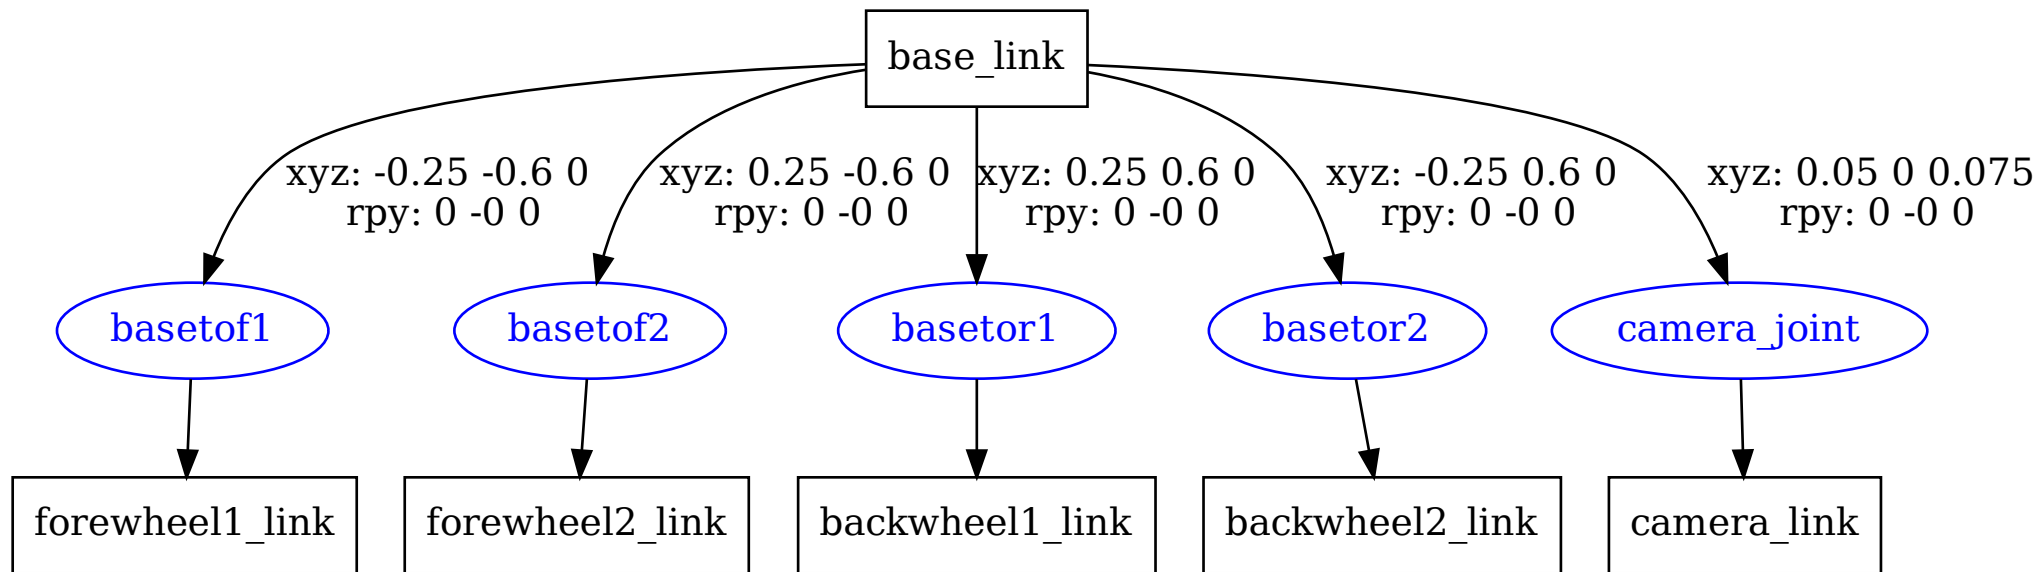 base_link
xyz: -0.25 -0.6 0
rpy: 0 -0 0
xyz: 0.25 -0.6 0
rpy: 0 -0 0
xyz: 0.25 0.6 0
rpy: 0 -0 0
xyz: -0.25 0.6 0
rpy: 0 -0 0
xyz: 0.05 0 0.075
rpy: 0 -0 0
basetof1
basetof2
basetor1
basetor2
camera_joint
forewheel1_link
forewheel2_link
backwheel1_link
backwheel2_link
camera_link